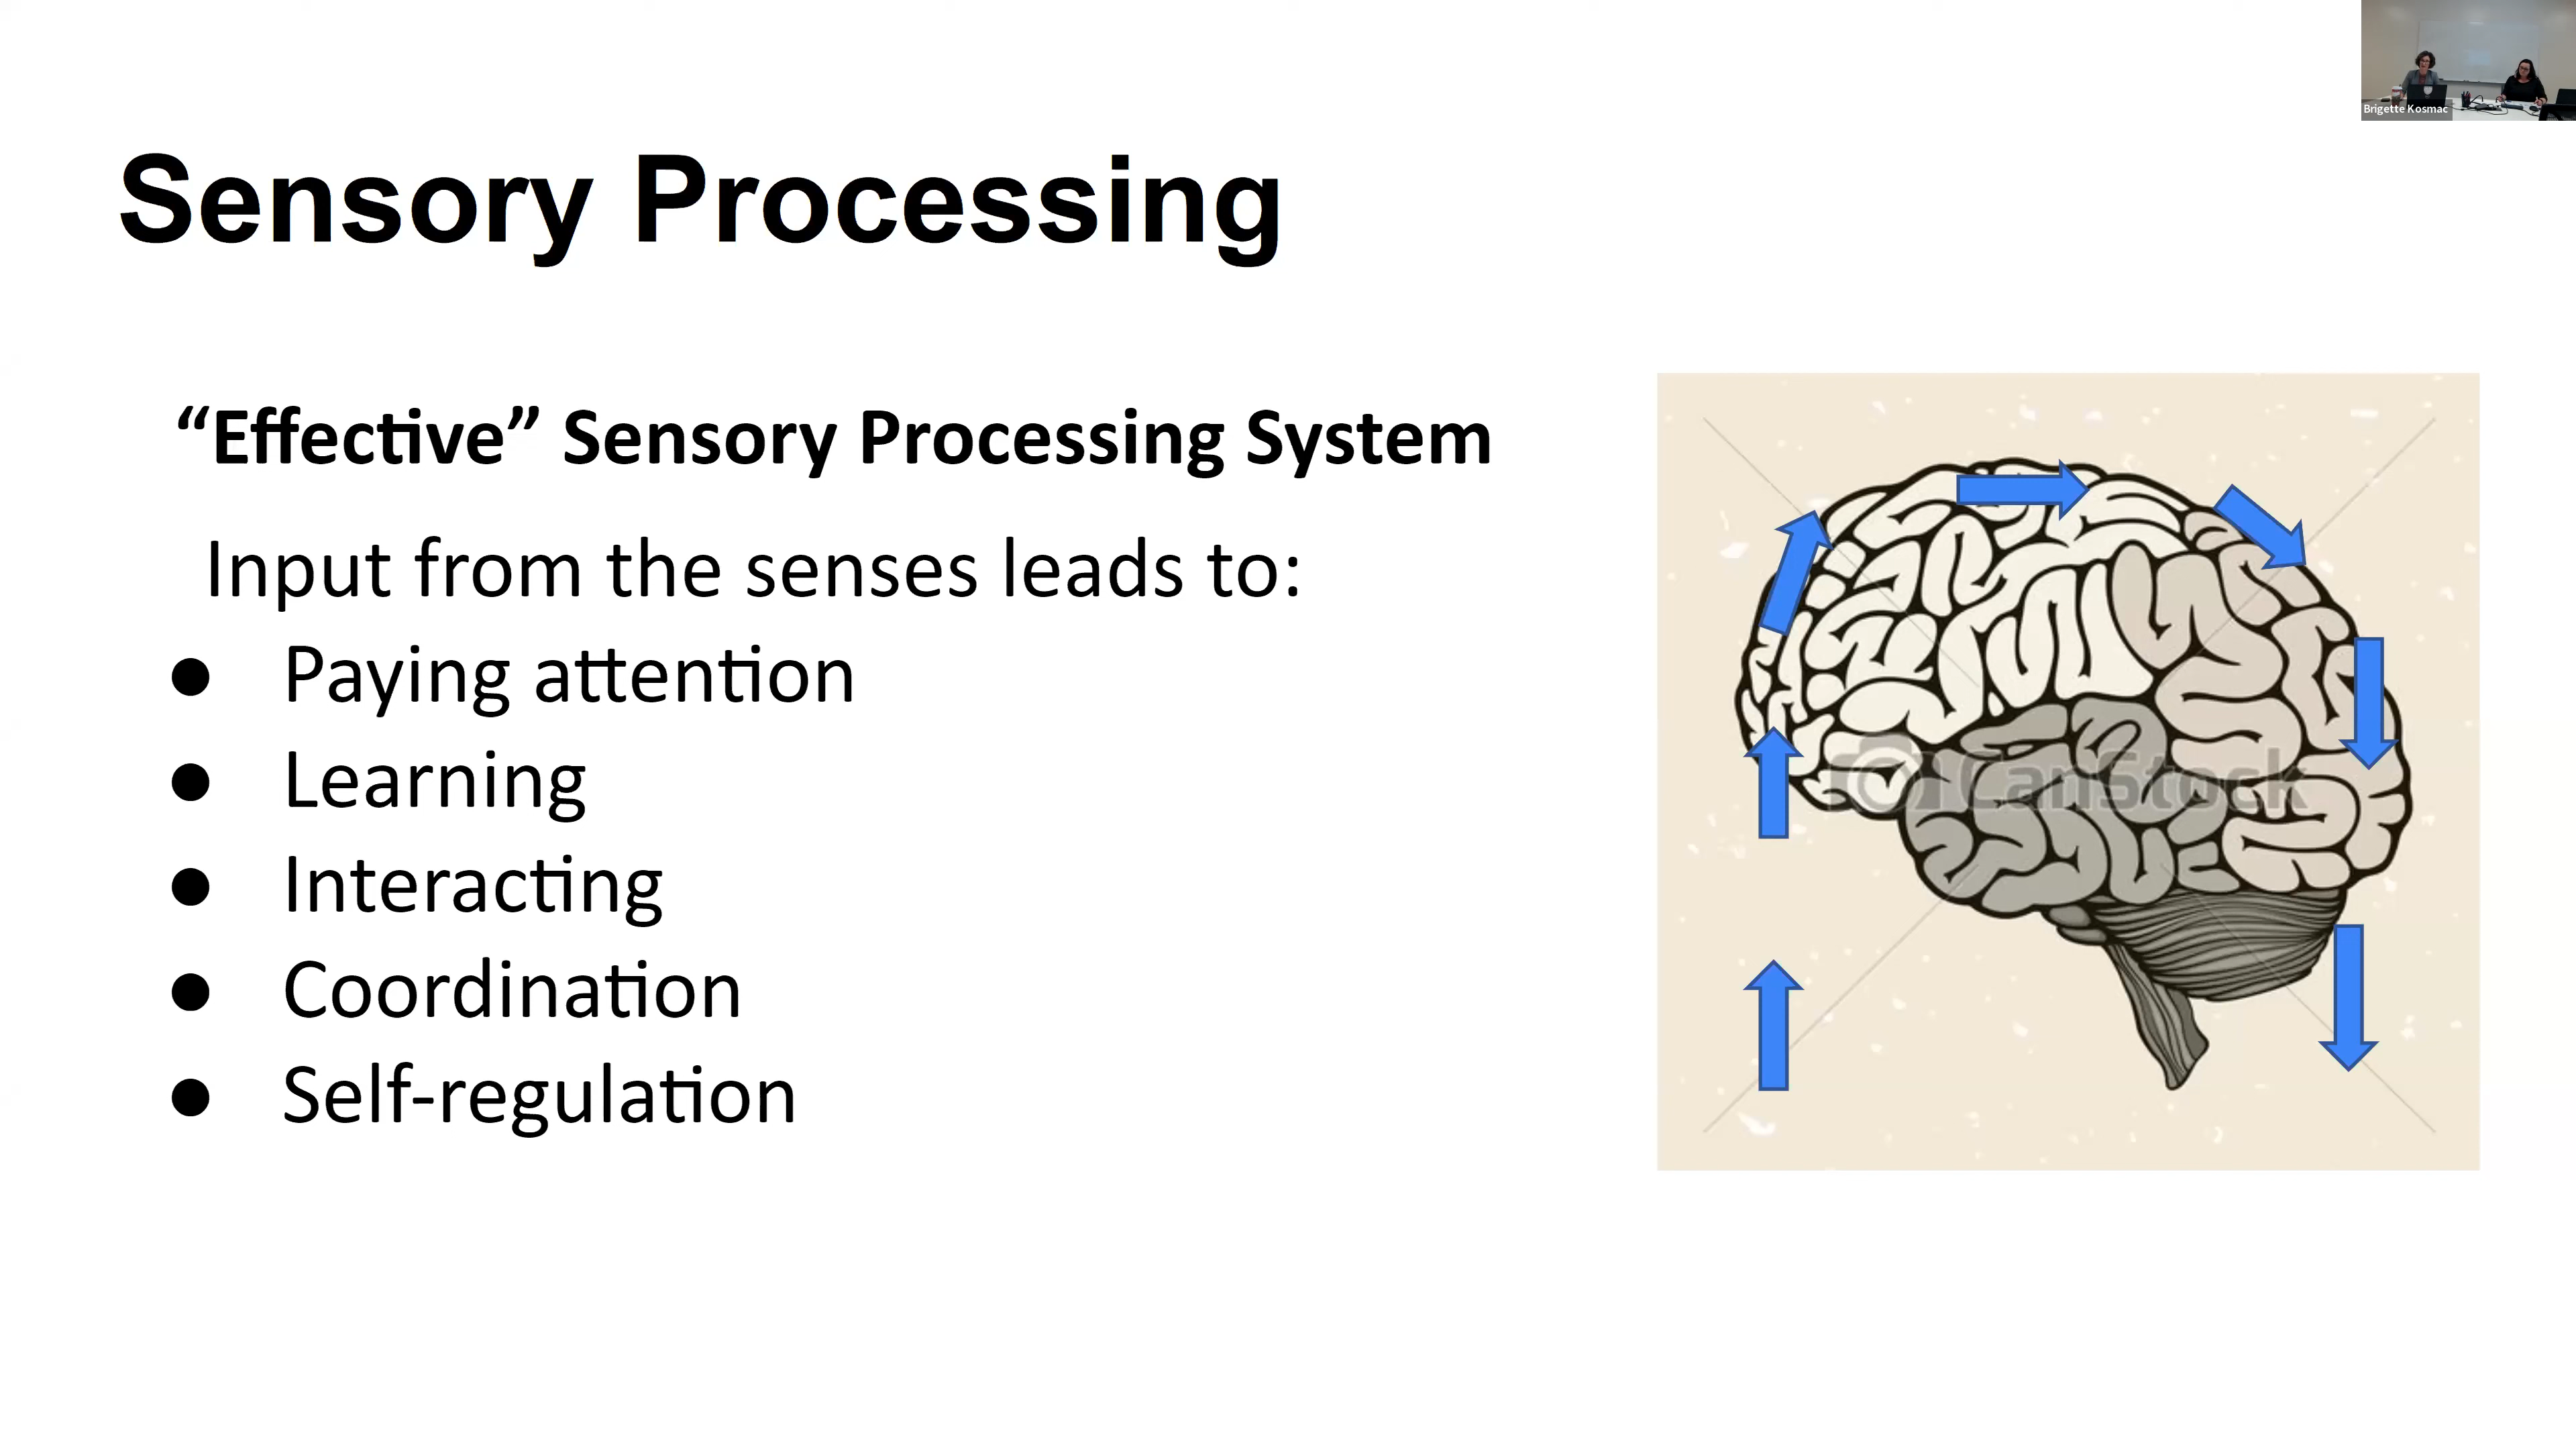 Brigette Kosmac
Sensory Processing
“Effective” Sensory Processing System
Input from the senses leads to:
● Paying attention
● Learning
● Interacting
● Coordination
● Self-regulation
CanStock